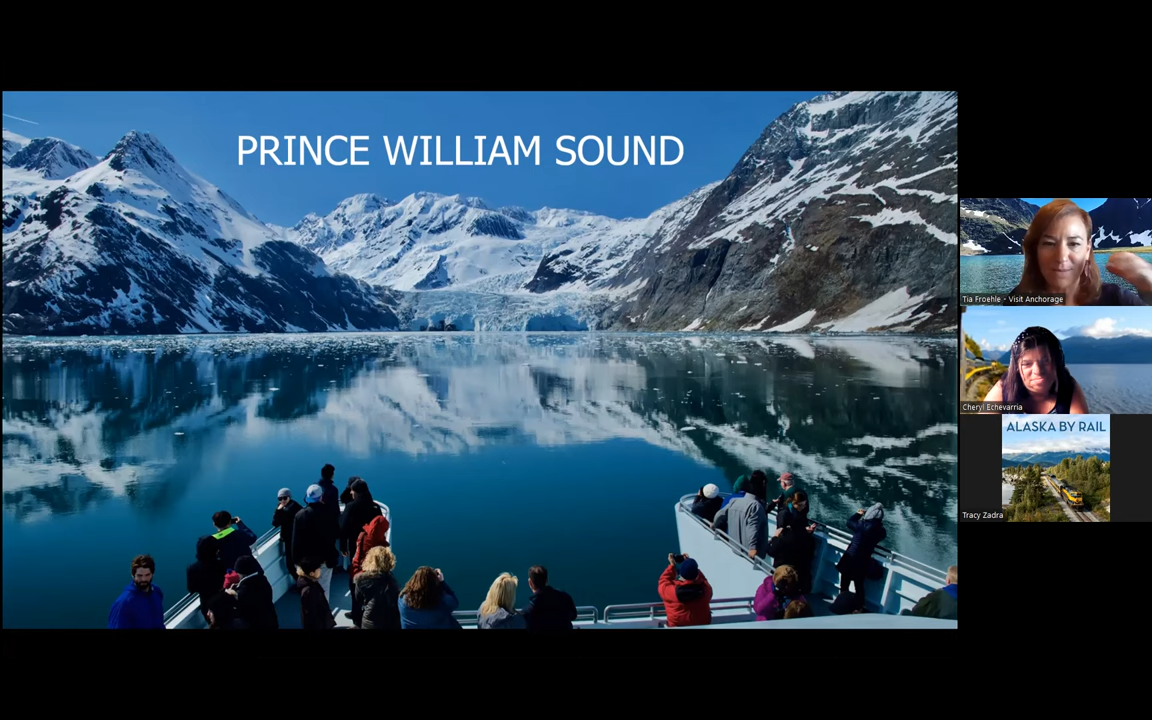 PRINCE WILLIAM SOUND
Tia Froehle - Visit Anchorage
Cheryl Echevarria
ALASKA BY RAIL
Tracy Zadra